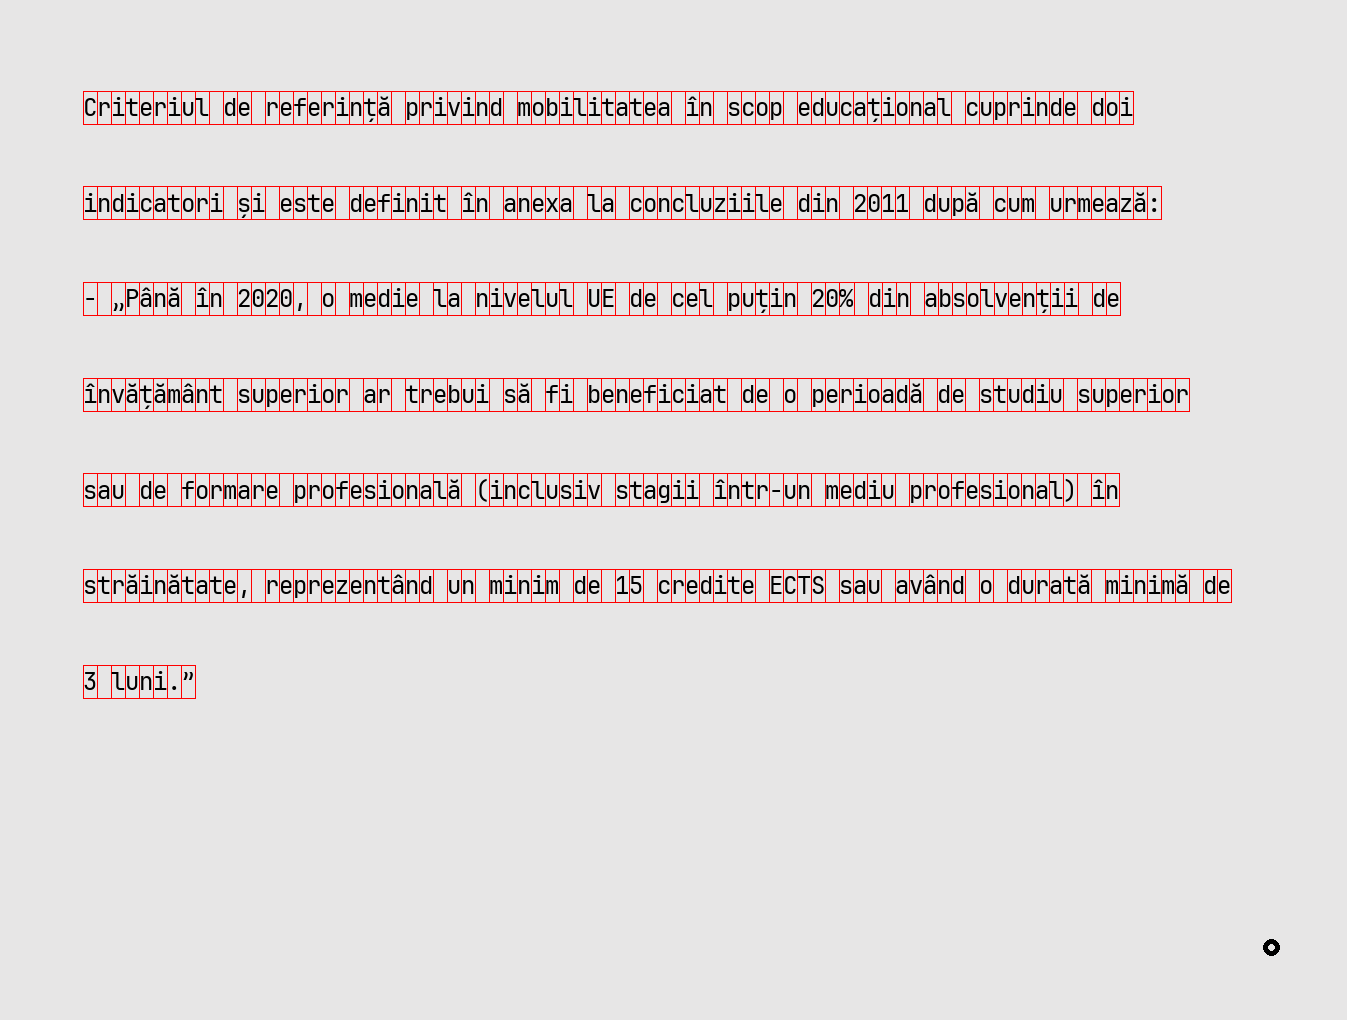 Criteriul de referință privind mobilitatea în scop educațional cuprinde doi
indicatori și este definit în anexa la concluziile din 2011 după cum urmează:
- „Până în 2020, o medie la nivelul UE de cel puțin 20% din absolvenții de
învățământ superior ar trebui să fi beneficiat de o perioadă de studiu superior
sau de formare profesională (inclusiv stagii într-un mediu profesional) în
străinătate, reprezentând un minim de 15 credite ECTS sau având o durată minimă de
3 luni.”